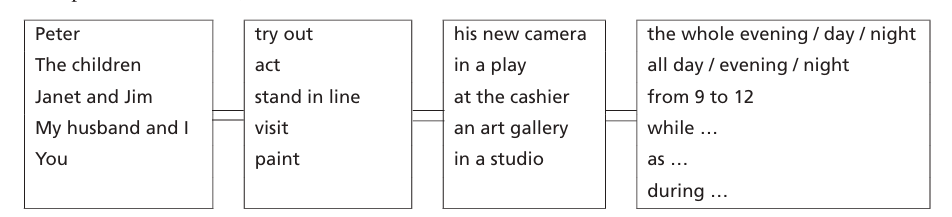 Peter
The children
Janet and Jim
My husband and I
You
try out
act
stand in line
visit
paint
his new camera
in a play
at the cashier
an art gallery
in a studio
the whole evening / day / night
all day / evening / night
from 9 to 12
while …
as …
during …